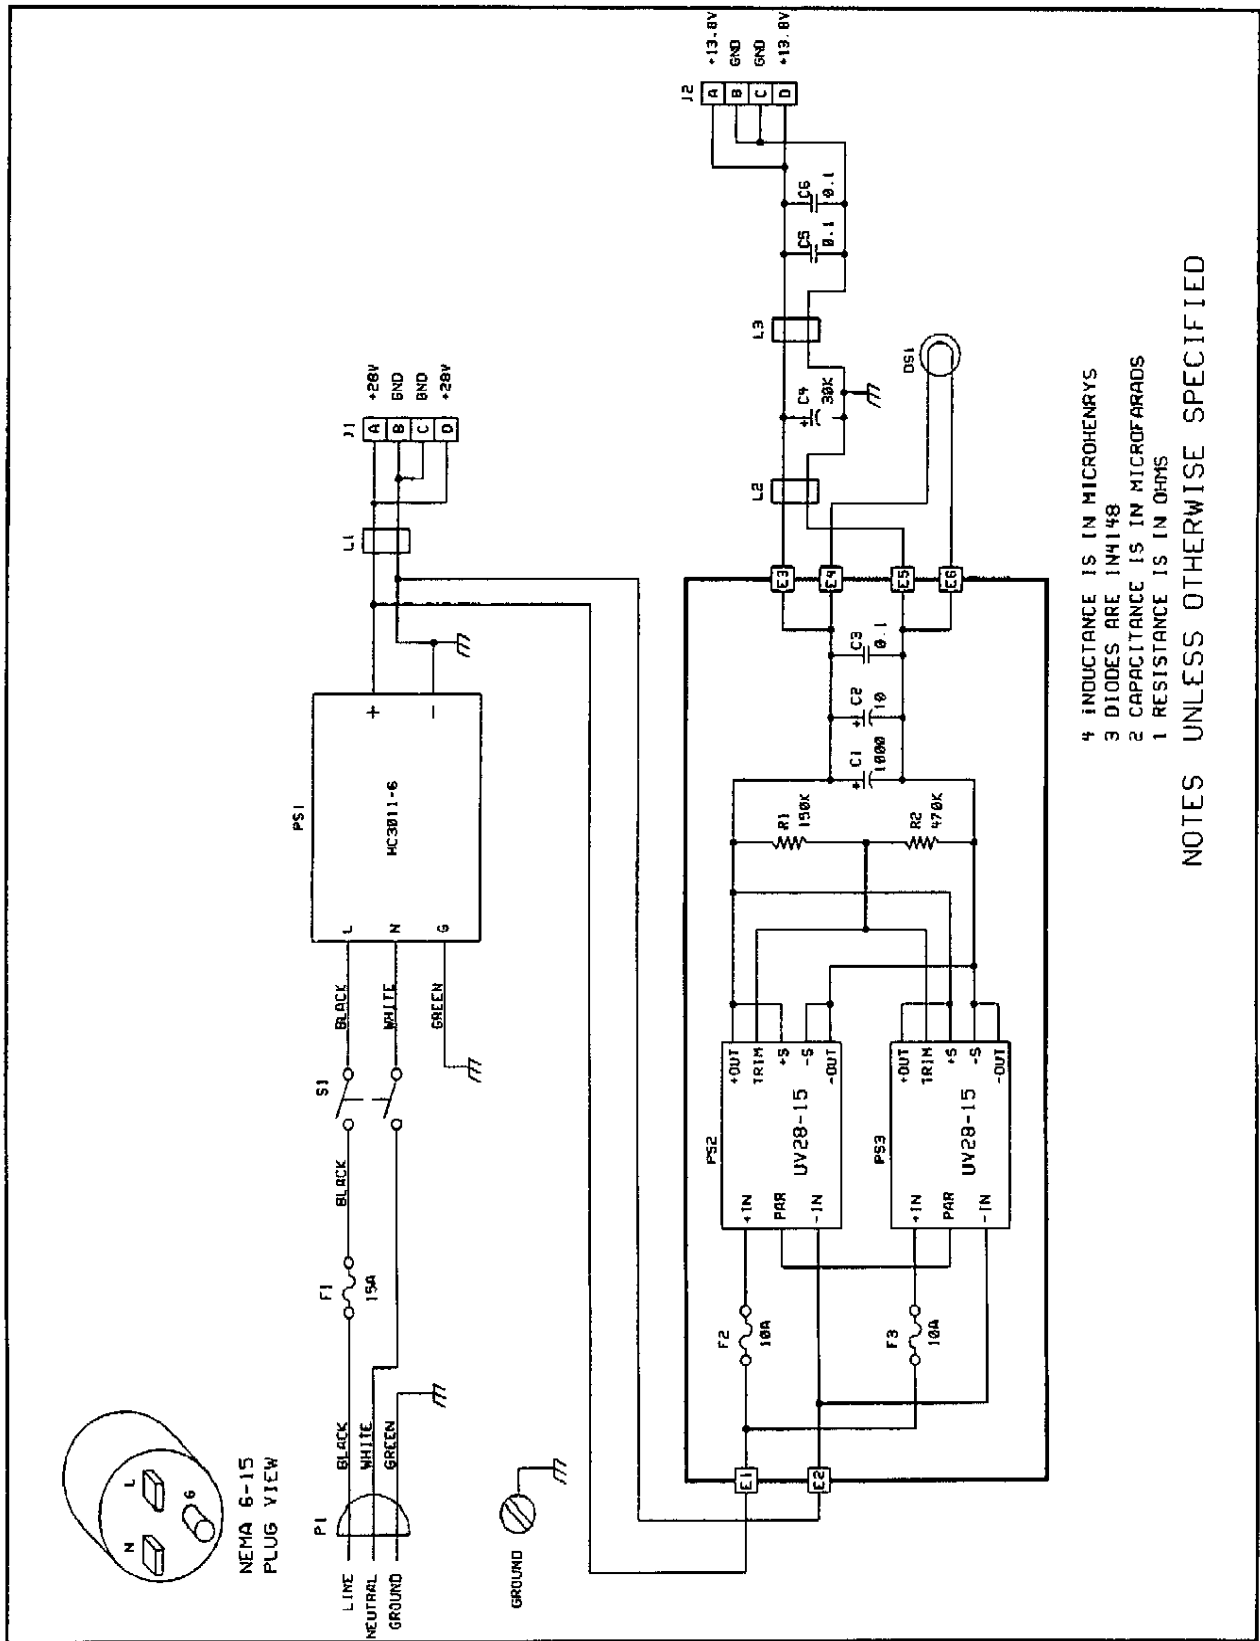 NEMA 6-15
PLUG VIEW
N
L
G
P1
LINE
NEUTRAL
GROUND
BLACK
WHITE
GREEN
GROUND
F1
15A
BLACK
S1
BLACK
WHITE
GREEN
PS1
HC3011-6
L
N
G
+
-
L1
J1
A
B
C
D
+28V
GND
GND
+28V
E1
E2
F2
10A
F3
10A
PS2
UV28-15
+IN
PAR
-IN
+OUT
TRIM
+S
-S
-OUT
PS3
UV28-15
+IN
PAR
-IN
+OUT
TRIM
+S
-S
-OUT
R1
150K
R2
470K
+
C1
1000
+
C2
10
C3
0.1
E3
E4
E5
E6
L2
+
C4
30K
L3
DS1
C5
0.1
C6
0.1
J2
A
B
C
D
+13.8V
GND
GND
+13.8V
4 INDUCTANCE IS IN MICROHENRYS
3 DIODES ARE IN4148
2 CAPACITANCE IS IN MICROFARADS
1 RESISTANCE IS IN OHMS
NOTES UNLESS OTHERWISE SPECIFIED